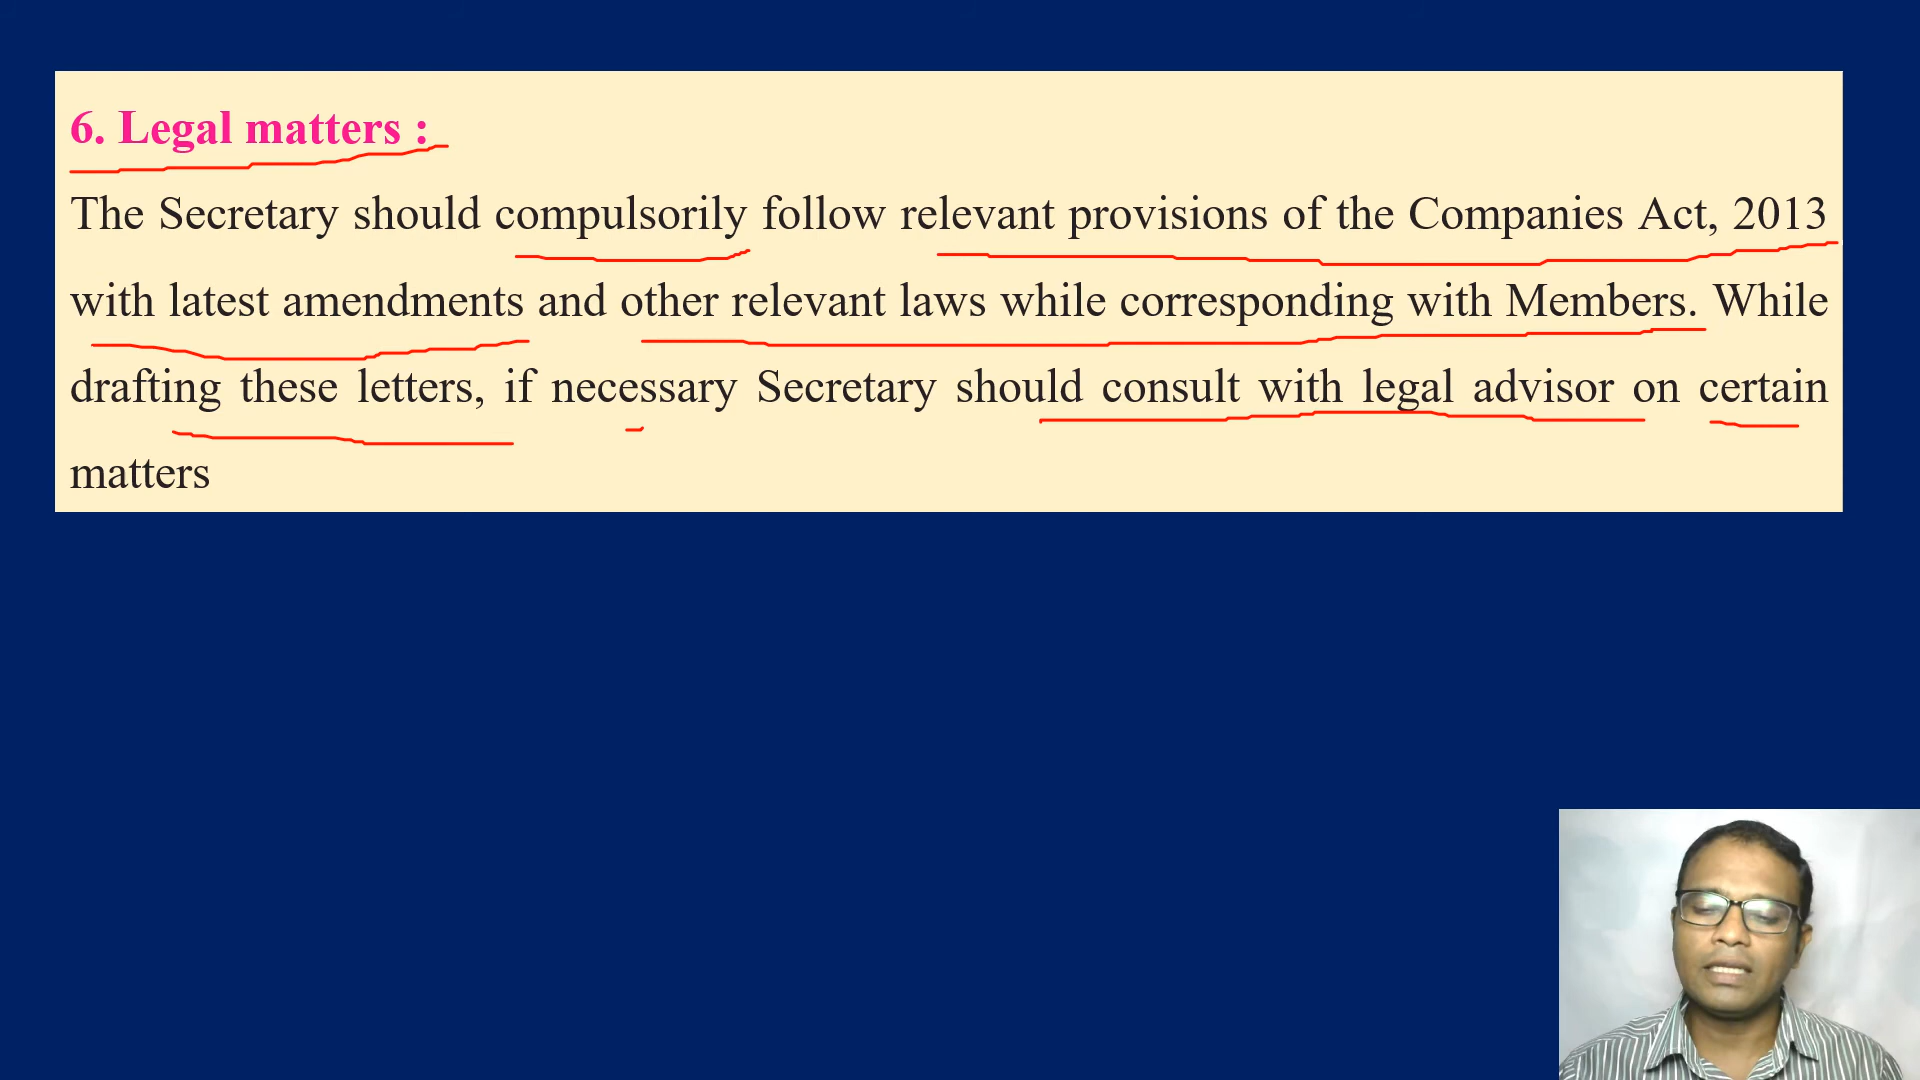 6. Legal matters :
The Secretary should compulsorily follow relevant provisions of the Companies Act, 2013
with latest amendments and other relevant laws while corresponding with Members. While
drafting these letters, if necessary Secretary should consult with legal advisor on certain
matters